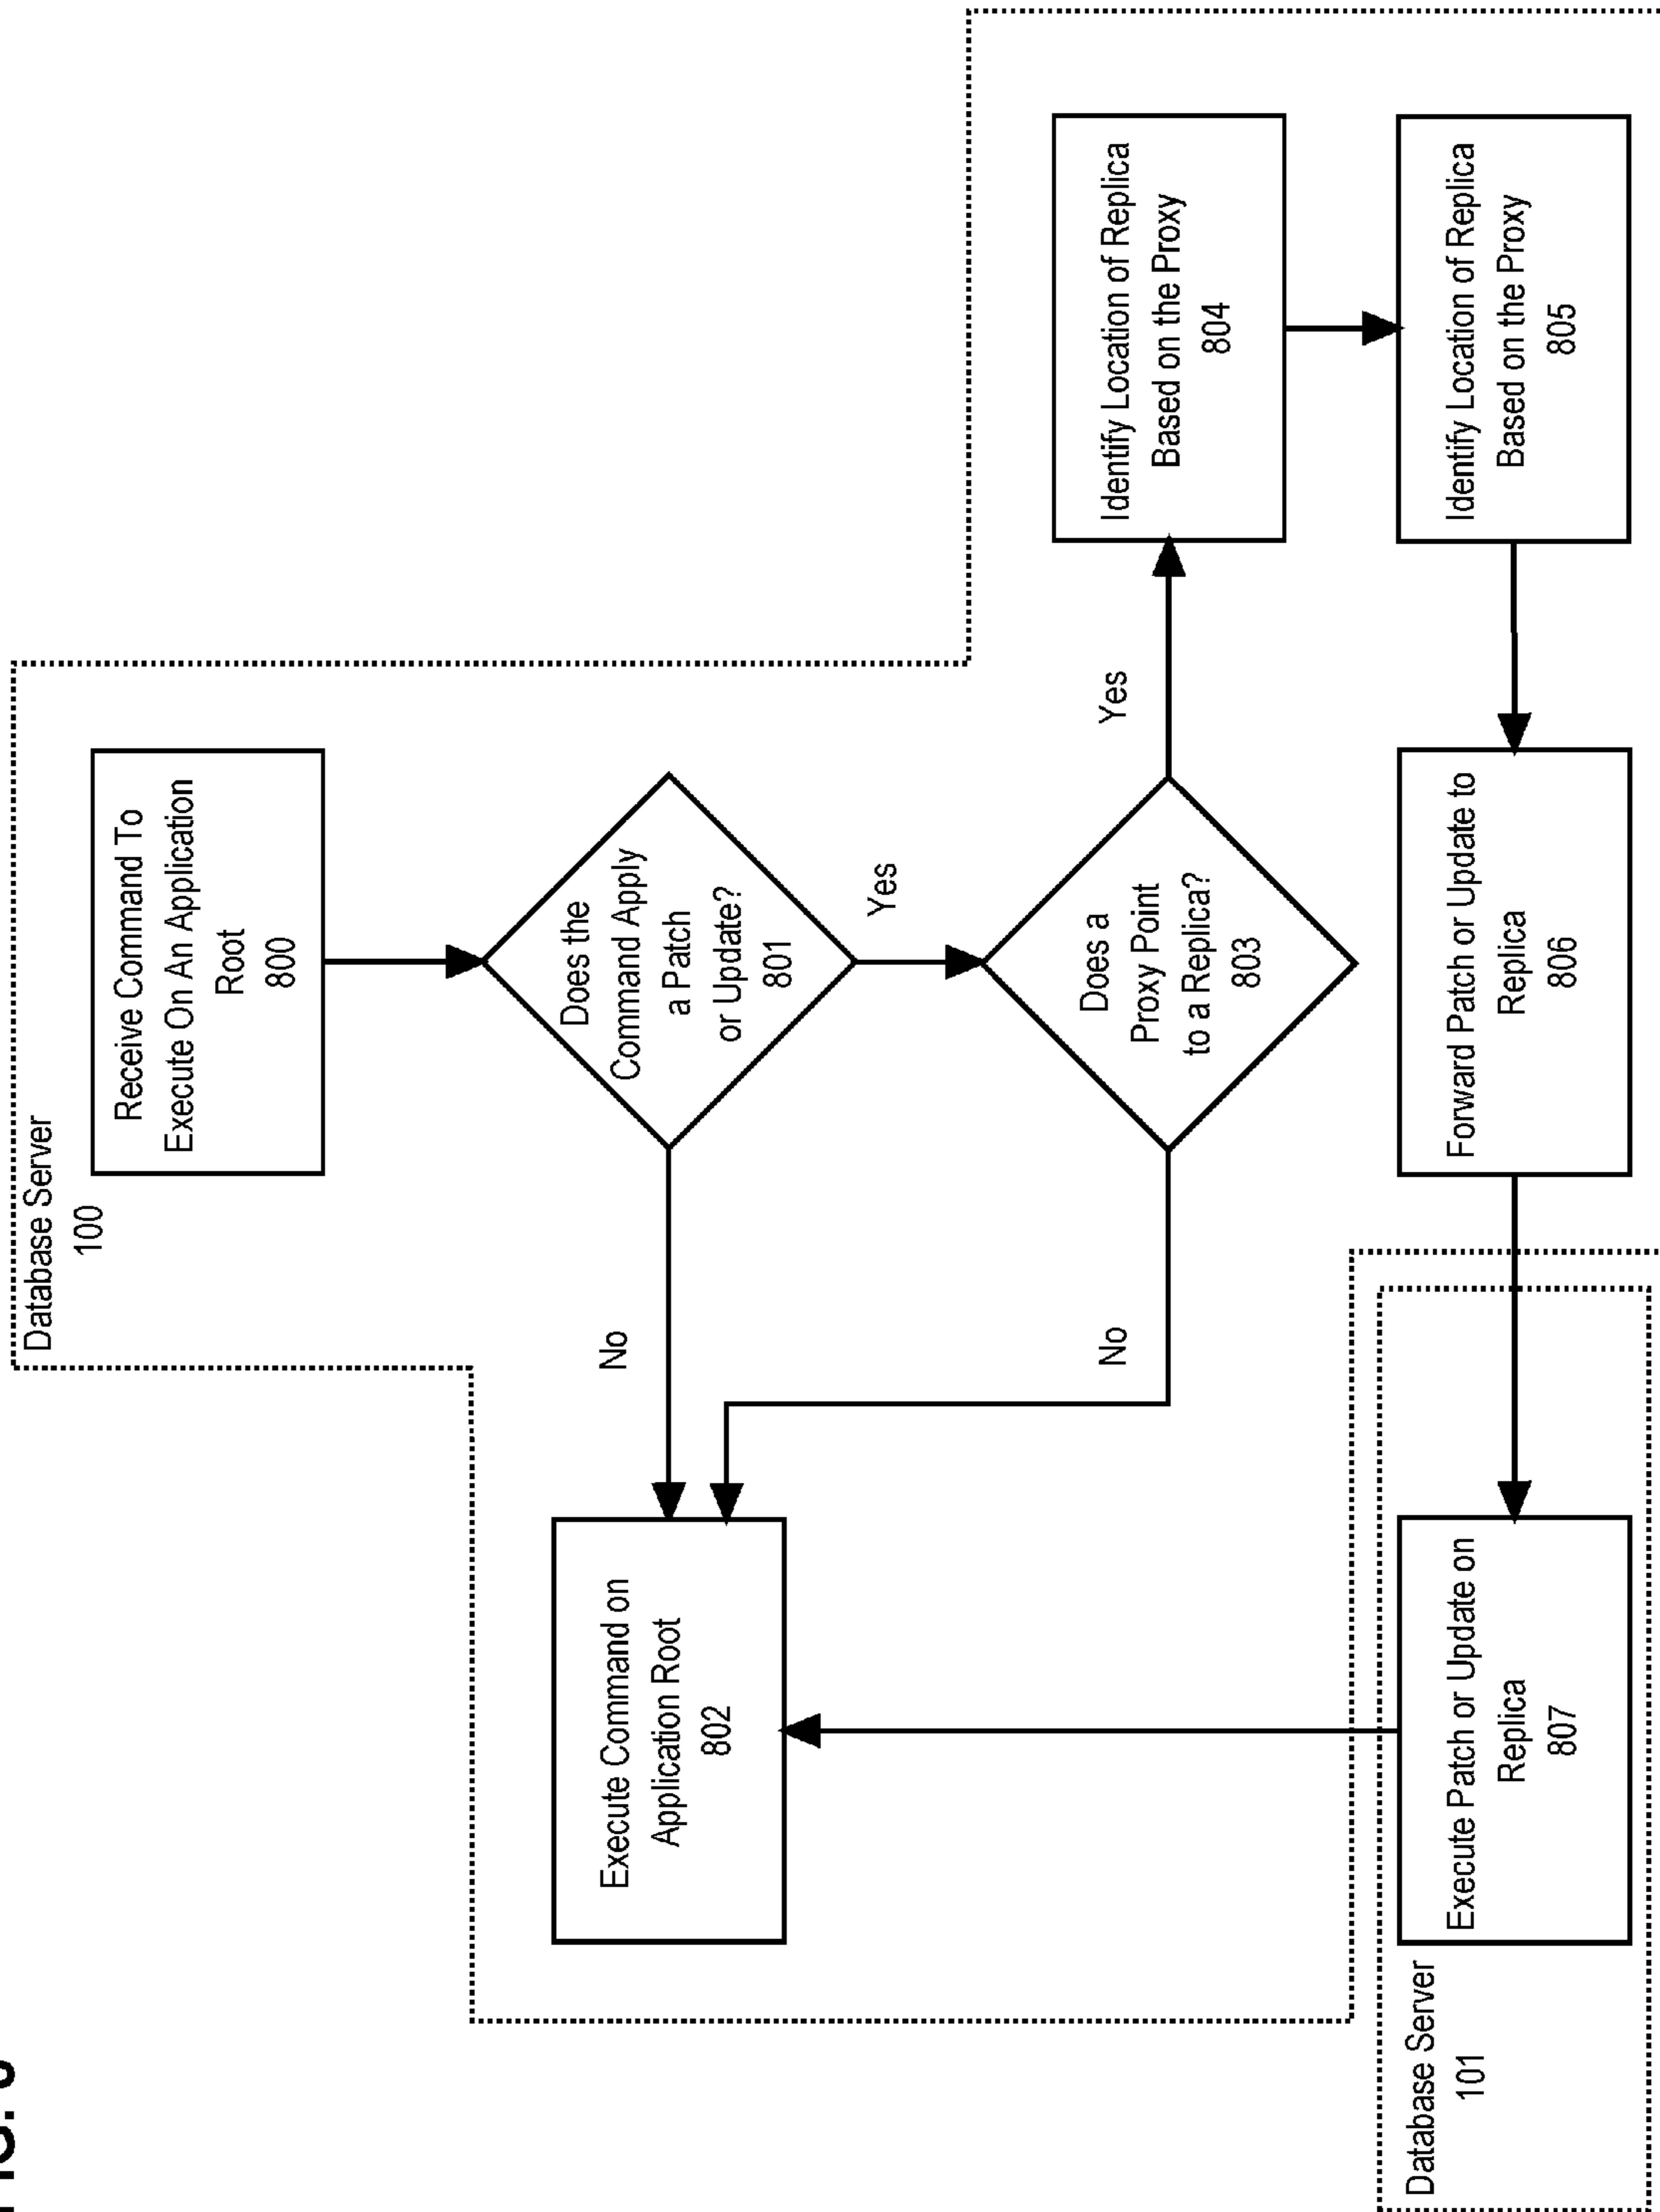 Database Server
100
Receive Command To
Execute On An Application
Root
800
Does the
Command Apply
a Patch
or Update?
801
No
Yes
Execute Command on
Application Root
802
Does a
Proxy Point
to a Replica?
803
No
Yes
Identify Location of Replica
Based on the Proxy
804
Identify Location of Replica
Based on the Proxy
805
Forward Patch or Update to
Replica
806
Database Server
101
Execute Patch or Update on
Replica
807